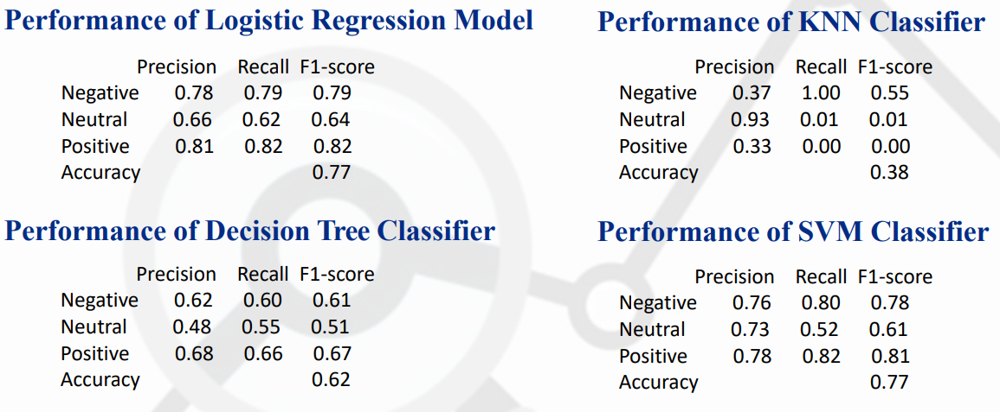 Performance of Logistic Regression Model
Precision Recall F1-score
Negative 0.78 0.79 0.79
Neutral 0.66 0.62 0.64
Positive 0.81 0.82 0.82
Accuracy 0.77
Performance of KNN Classifier
Precision Recall F1-score
Negative 0.37 1.00 0.55
Neutral 0.93 0.01 0.01
Positive 0.33 0.00 0.00
Accuracy 0.38
Performance of Decision Tree Classifier
Precision Recall F1-score
Negative 0.62 0.60 0.61
Neutral 0.48 0.55 0.51
Positive 0.68 0.66 0.67
Accuracy 0.62
Performance of SVM Classifier
Precision Recall F1-score
Negative 0.76 0.80 0.78
Neutral 0.73 0.52 0.61
Positive 0.78 0.82 0.81
Accuracy 0.77